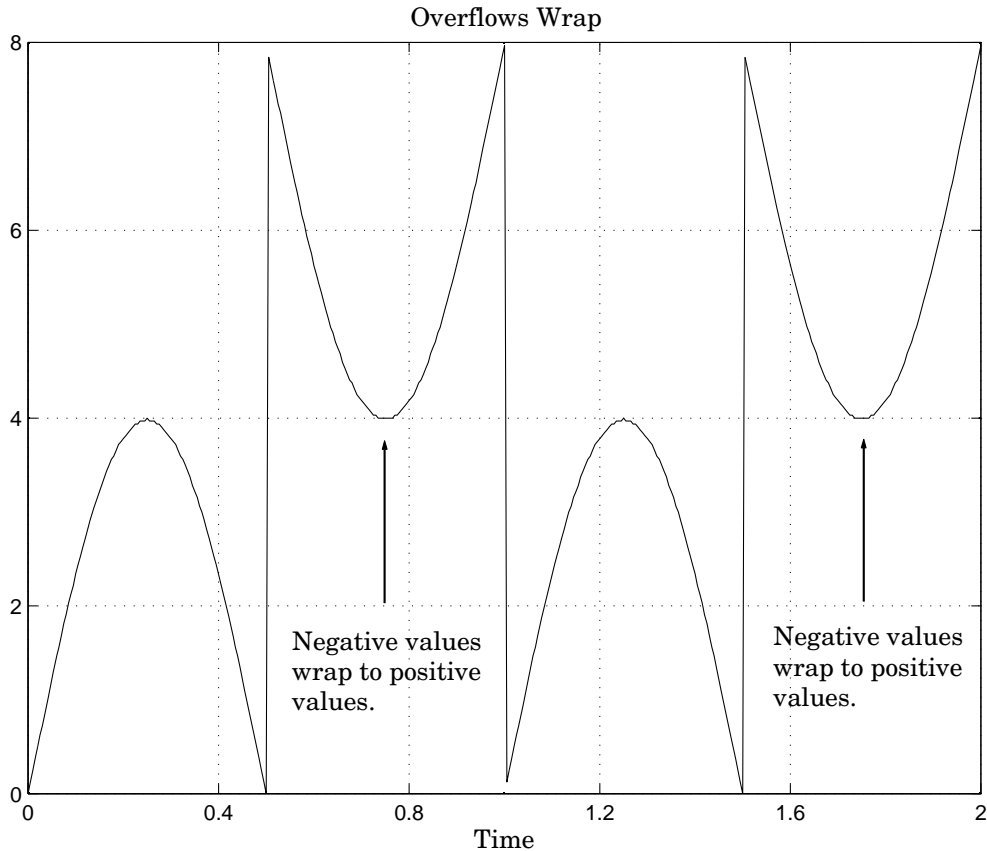 Overflows Wrap
8
6
4
2
0
Negative values
wrap to positive
values.
Negative values
wrap to positive
values.
0 0.4 0.8 1.2 1.6 2
Time